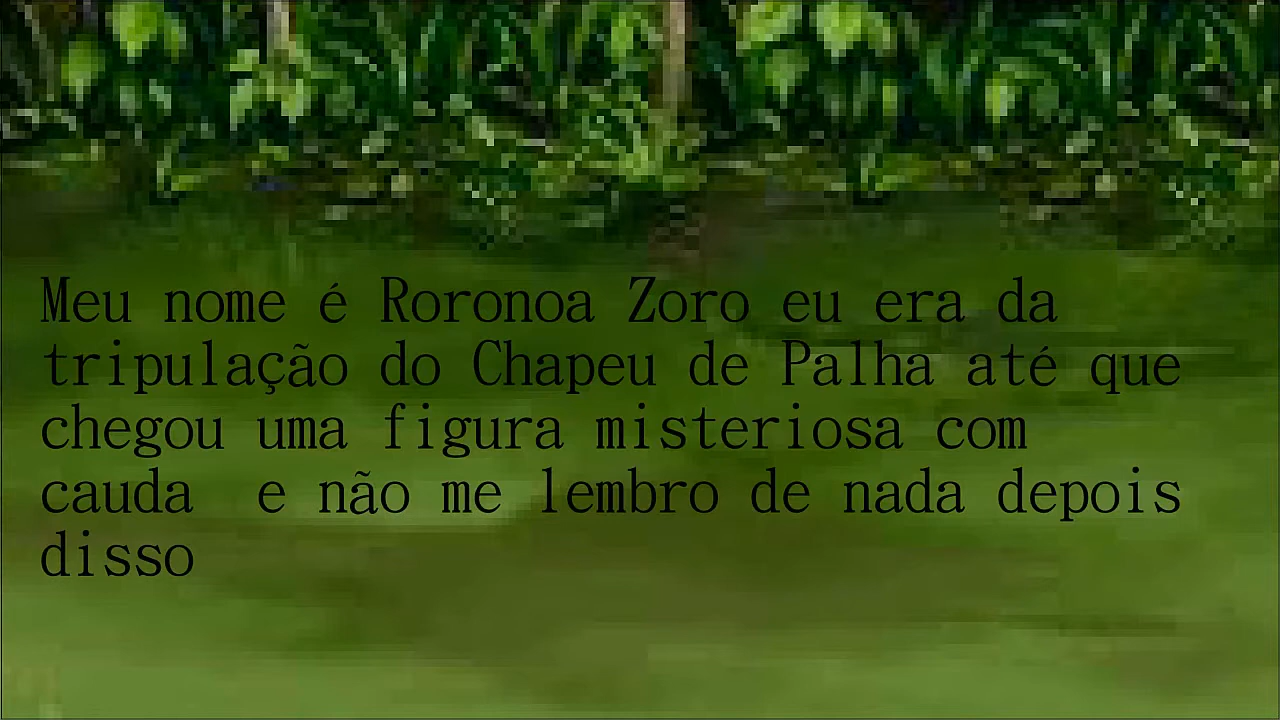 Meu nome é Roronoa Zoro eu era da
tripulação do Chapeu de Palha até que
chegou uma figura misteriosa com
cauda  e não me lembro de nada depois
disso